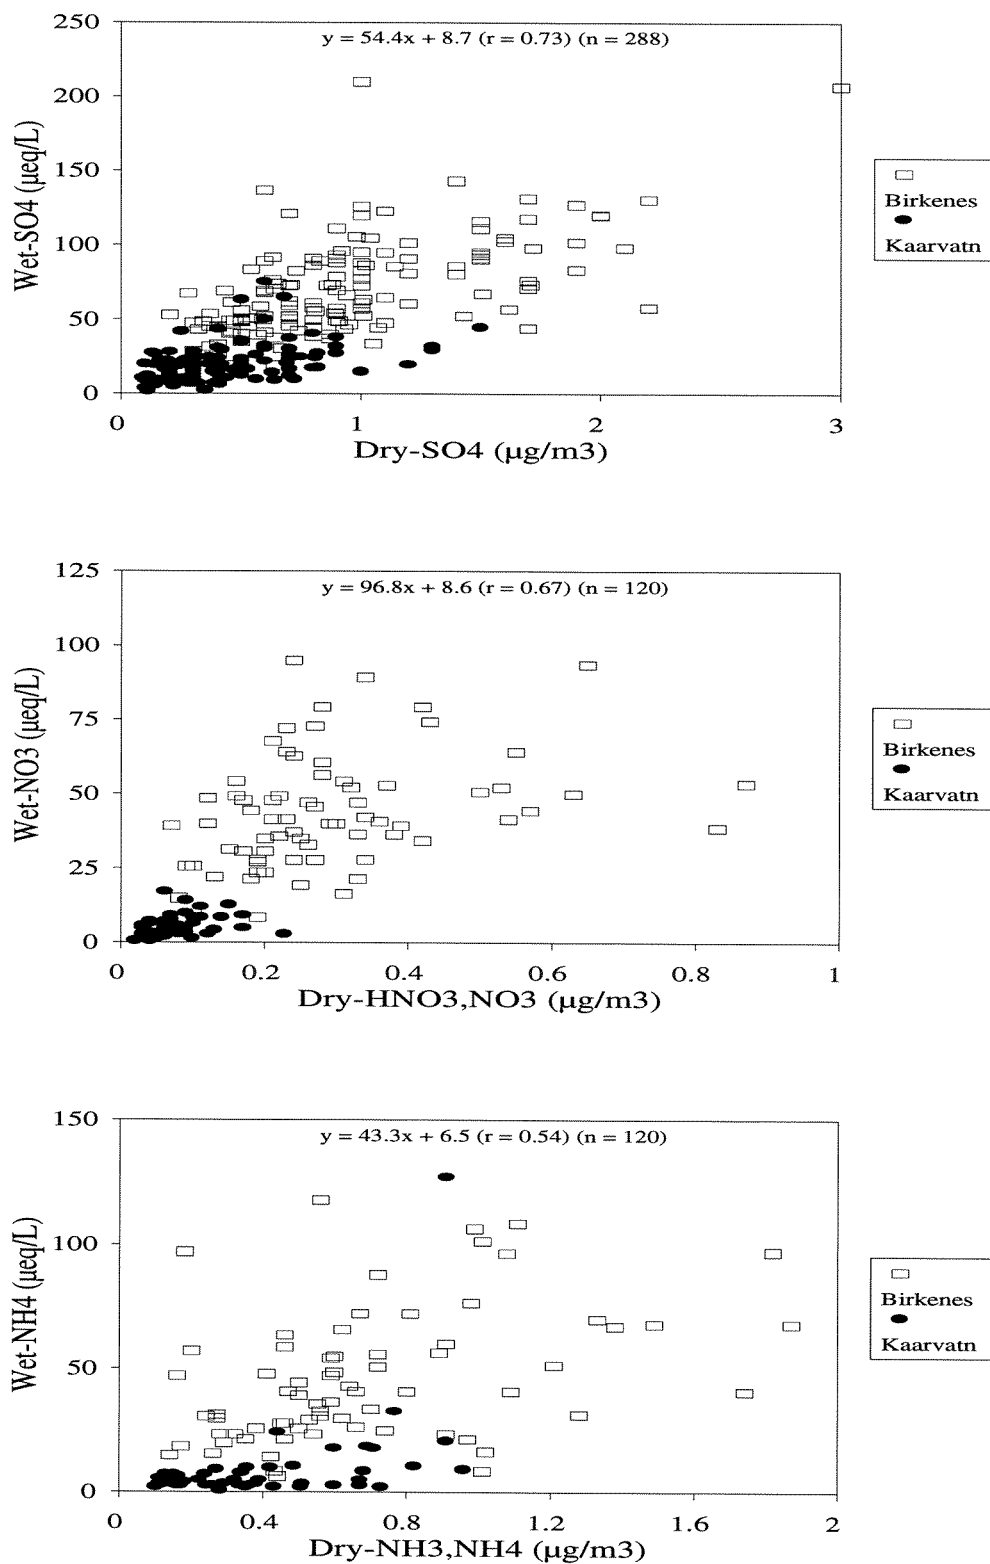 250
y = 54.4x + 8.7 (r = 0.73) (n = 288)
200
150
100
50
0
Wet-SO4 (µeq/L)
0 1 2 3
Dry-SO4 (µg/m3)
Birkenes
Kaarvatn
125
y = 96.8x + 8.6 (r = 0.67) (n = 120)
100
75
50
25
0
Wet-NO3 (µeq/L)
0 0.2 0.4 0.6 0.8 1
Dry-HNO3,NO3 (µg/m3)
Birkenes
Kaarvatn
150
y = 43.3x + 6.5 (r = 0.54) (n = 120)
100
50
0
Wet-NH4 (µeq/L)
0 0.4 0.8 1.2 1.6 2
Dry-NH3,NH4 (µg/m3)
Birkenes
Kaarvatn